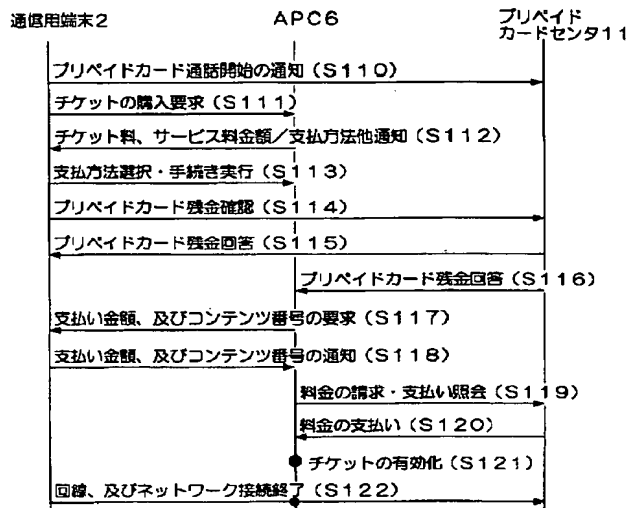 通信用端末2
APC6
プリペイド
カードセンタ11
プリペイドカード通話開始の通知（S110）
チケットの購入要求（S111）
チケット料、サービス料金額／支払方法他通知（S112）
支払方法選択・手続き実行（S113）
プリペイドカード残金確認（S114）
プリペイドカード残金回答（S115）
プリペイドカード残金回答（S116）
支払い金額、及びコンテンツ番号の要求（S117）
支払い金額、及びコンテンツ番号の通知（S118）
料金の請求・支払い照会（S119）
料金の支払い（S120）
チケットの有効化（S121）
回線、及びネットワーク接続終了（S122）